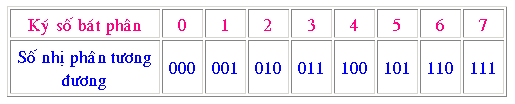 Ký số bát phân 0 1 2 3 4 5 6 7
Số nhị phân tương
đương 000 001 010 011 100 101 110 111